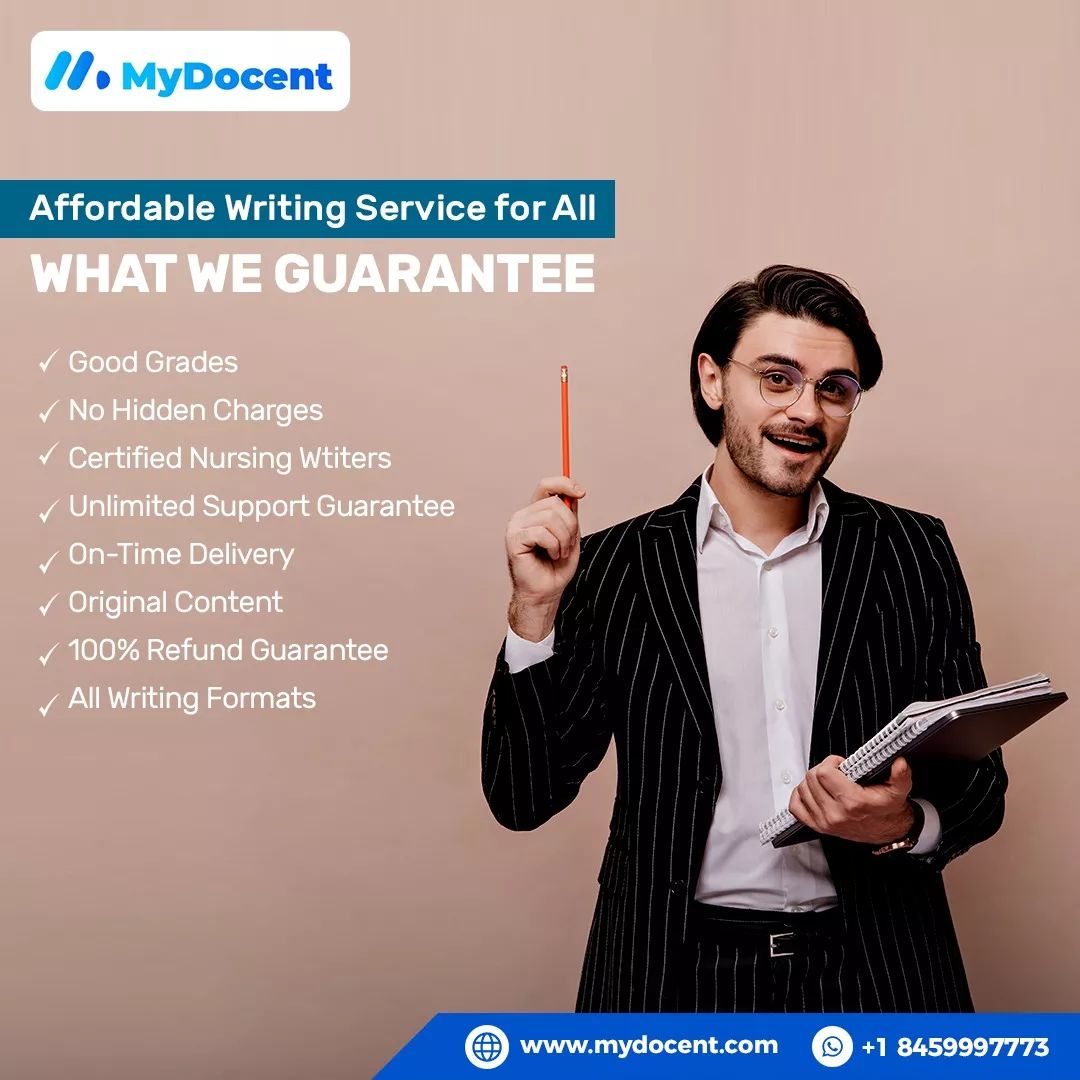 MyDocent
Affordable Writing Service for All
WHAT WE GUARANTEE
Good Grades
No Hidden Charges
Certified Nursing Wtiters
Unlimited Support Guarantee
On-Time Delivery
Original Content
100% Refund Guarantee
All Writing Formats
www.mydocent.com
+1 8459997773